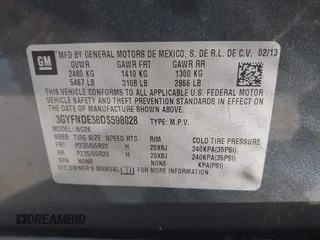 GM
MFD BY GENERAL MOTORS DE MEXICO, S. DE R.L. DE C.V. 02/13
GVWR GAWR FRT GAWR RR
2480 KG 1410 KG 1300 KG
5467 LB 3108 LB 2866 LB
THIS VEHICLE CONFORMS TO ALL APPLICABLE U.S. FEDERAL
MOTOR VEHICLE SAFETY, BUMPER, AND THEFT
PREVENTION STANDARDS IN EFFECT ON THE DATE OF
MANUFACTURE SHOWN ABOVE.
3GYFNDE38DS598028 TYPE: M.P.V.
MODEL: NG26
TIRE SIZE SPEED RTG RIM COLD TIRE PRESSURE
FRT P235/55R20 H 20X8J 240KPA(35PSI)
RR P235/55R20 H 20X8J 240KPA(35PSI)
SPA NONE NONE KPA(PSI)
SEE OWNER'S MANUAL FOR MORE INFORMATION.
DREAMBID